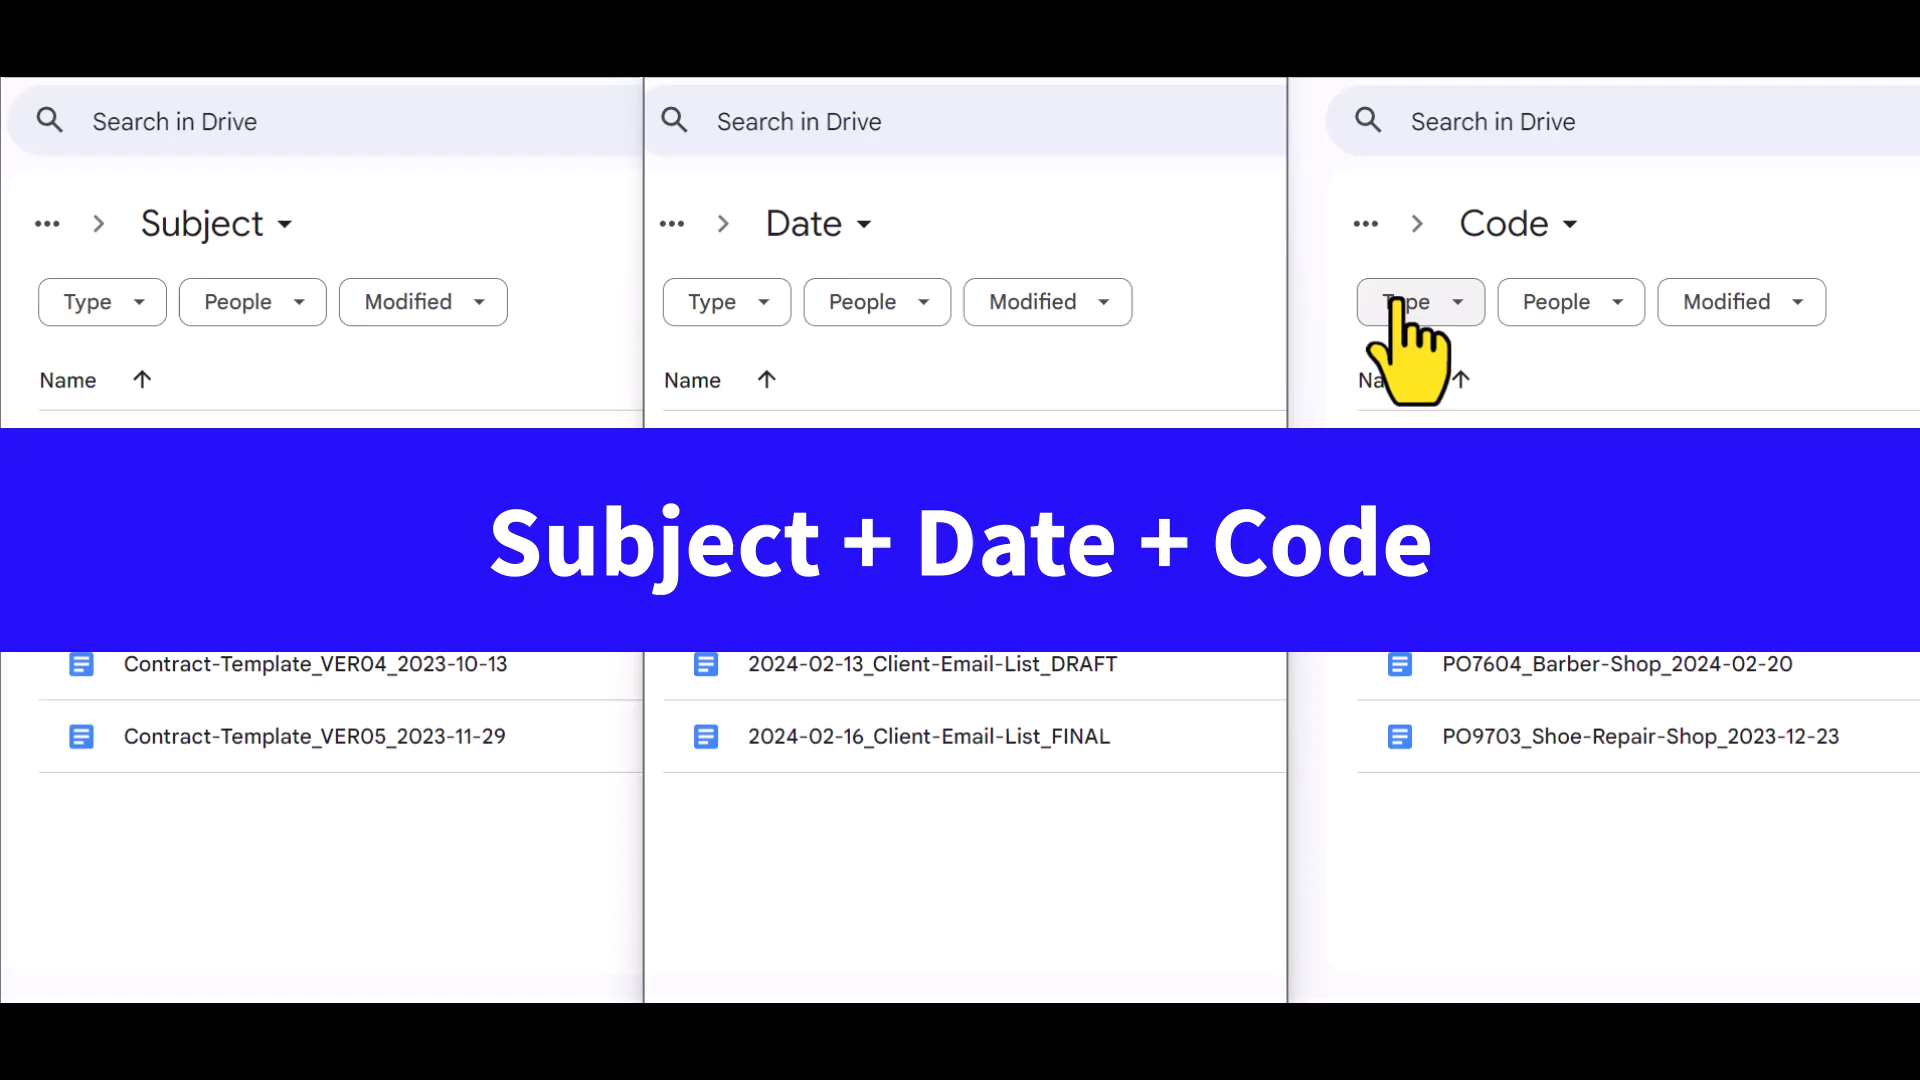 Search in Drive
Subject
Type
People
Modified
Name
Search in Drive
Date
Type
People
Modified
Name
Search in Drive
Code
People
Modified
Subject + Date + Code
Contract-Template_VER04_2023-10-13
Contract-Template_VER05_2023-11-29
2024-02-13_Client-Email-List_DRAFT
2024-02-16_Client-Email-List_FINAL
PO7604_Barber-Shop_2024-02-20
PO9703_Shoe-Repair-Shop_2023-12-23